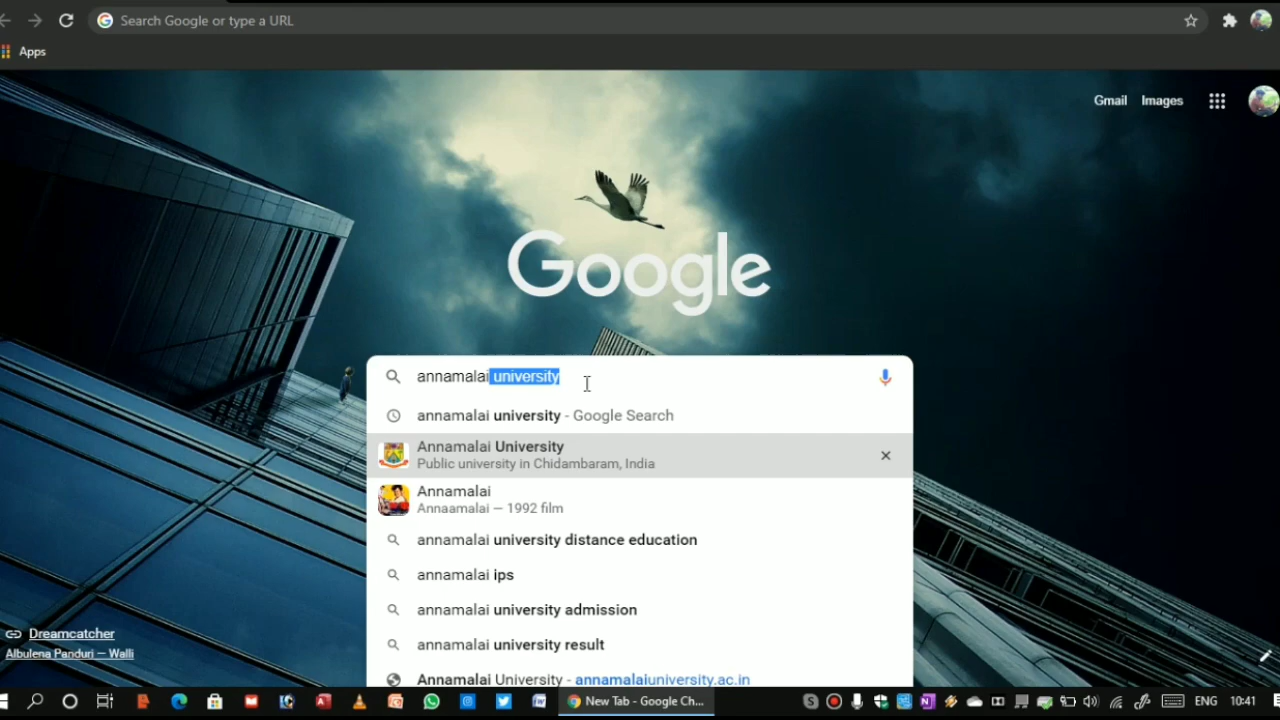 Search Google or type a URL
Apps
Gmail Images
Google
annamalai university
annamalai university - Google Search
Annamalai University
Public university in Chidambaram, India
Annamalai
Annaamalai — 1992 film
annamalai university distance education
annamalai ips
annamalai university admission
annamalai university result
Annamalai University - annamalaiuniversity.ac.in
Dreamcatcher
Albulena Panduri — Walli
New Tab - Google Ch...
ENG
10:41